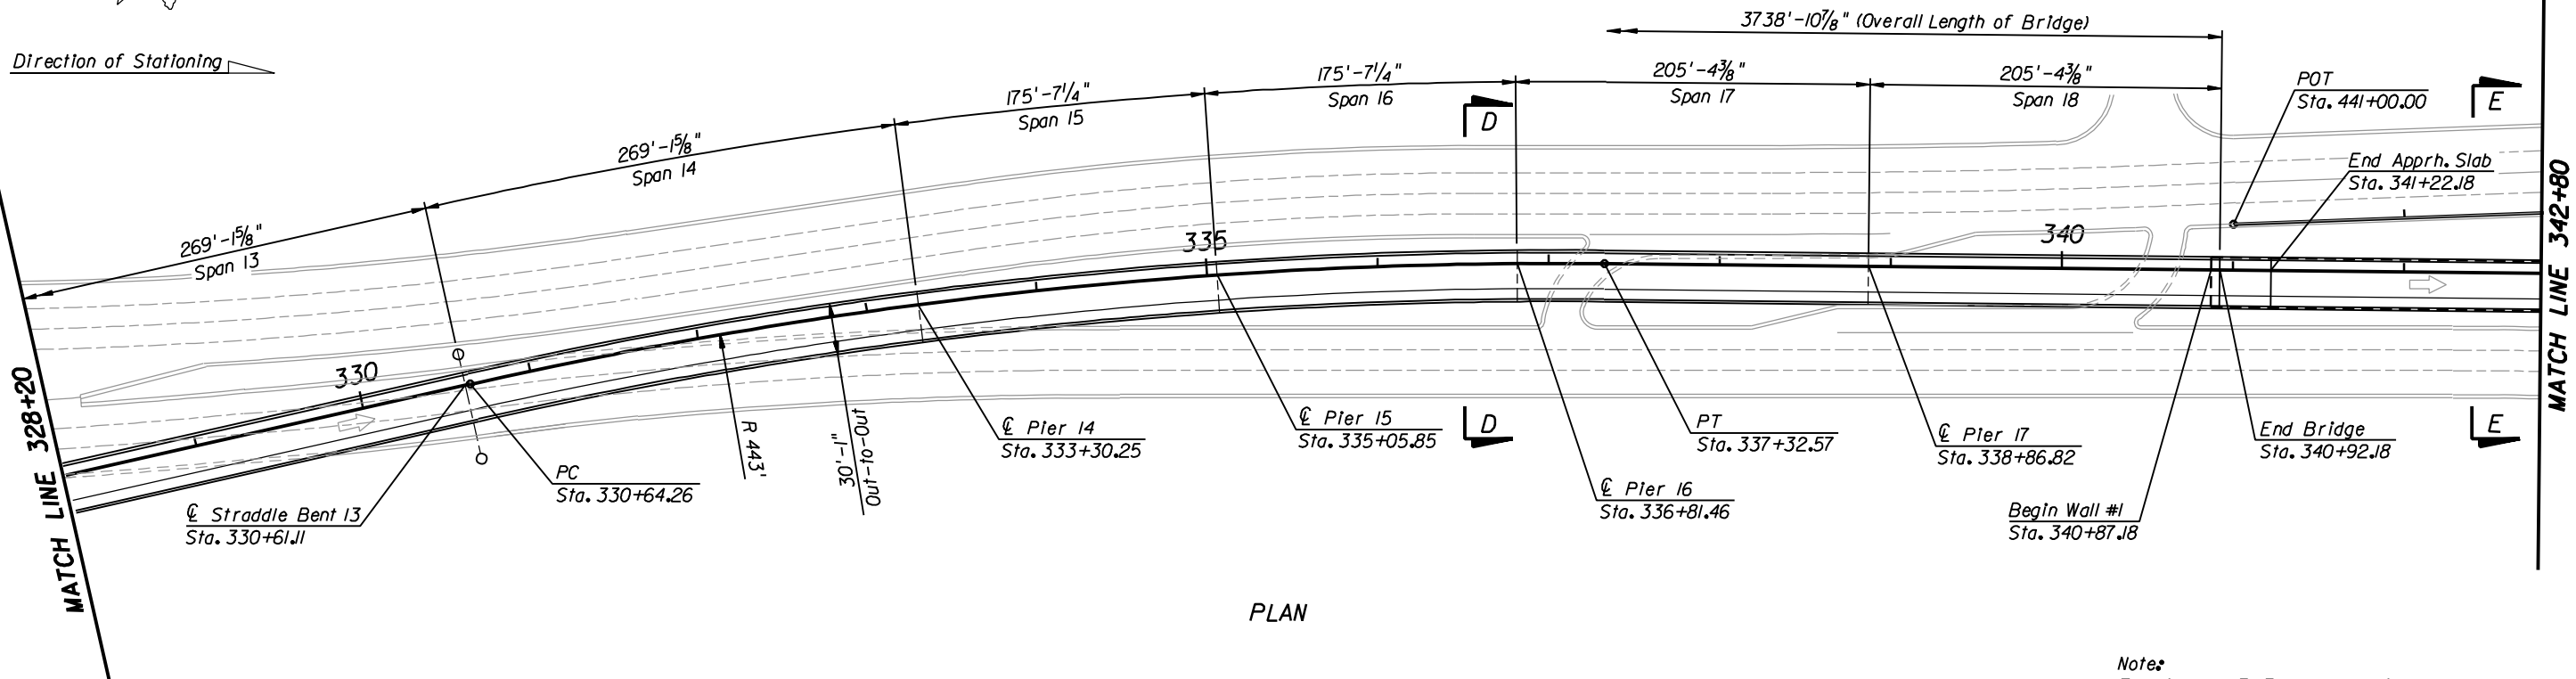 Direction of Stationing
3738'-10⅞" (Overall Length of Bridge)
269'-1⅝"
Span 13
269'-1⅝"
Span 14
175'-7¼"
Span 15
175'-7¼"
Span 16
205'-4⅜"
Span 17
205'-4⅜"
Span 18
D
E
POT
Sta. 441+00.00
End Apprh. Slab
Sta. 341+22.18
330
335
340
MATCH LINE 328+20
MATCH LINE 342+80
℄ Straddle Bent 13
Sta. 330+61.11
PC
Sta. 330+64.26
R 443'
30'-1"
Out-to-Out
℄ Pier 14
Sta. 333+30.25
℄ Pier 15
Sta. 335+05.85
D
℄ Pier 16
Sta. 336+81.46
PT
Sta. 337+32.57
℄ Pier 17
Sta. 338+86.82
Begin Wall #1
Sta. 340+87.18
End Bridge
Sta. 340+92.18
E
PLAN
Note: